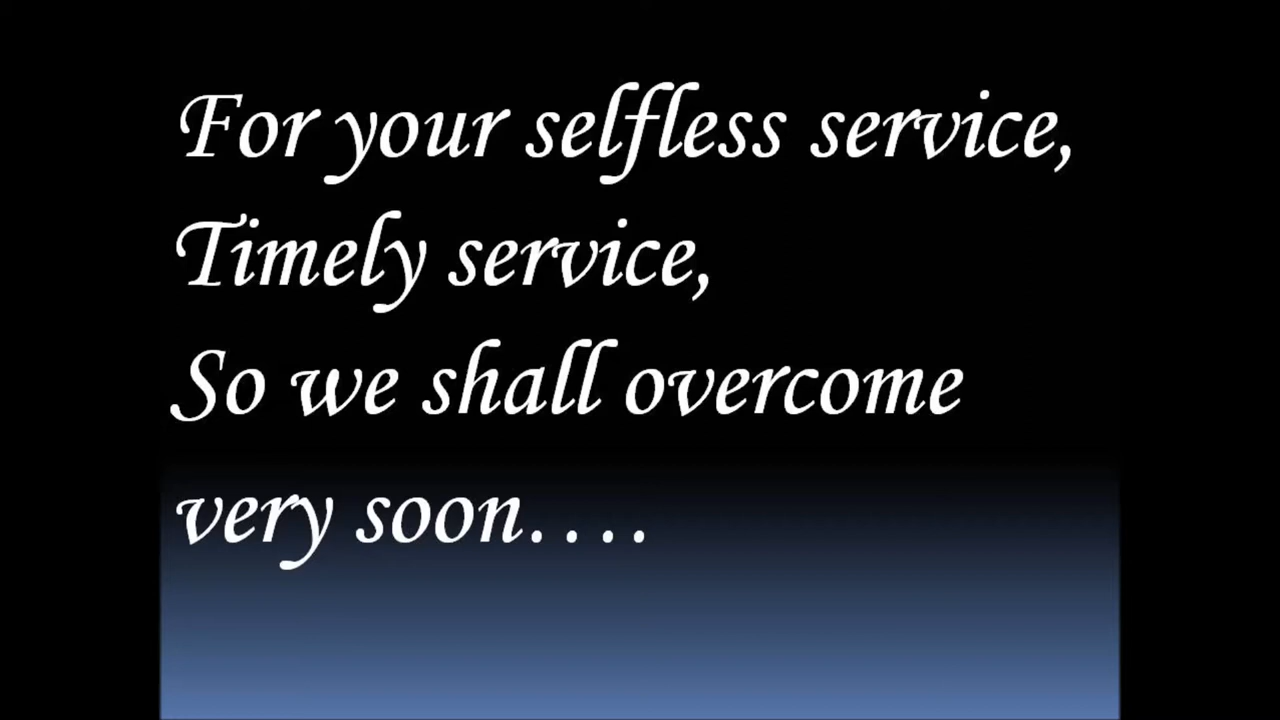 For your selfless service,
Timely service,
So we shall overcome
very soon....